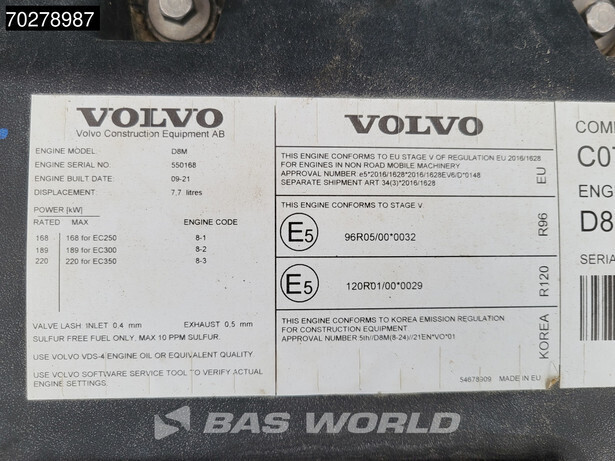 70278987
VOLVO
Volvo Construction Equipment AB
ENGINE MODEL: D8M
ENGINE SERIAL NO: 550168
ENGINE BUILT DATE: 09-21
DISPLACEMENT: 7,7 litres
POWER [kW]
RATED MAX ENGINE CODE
168 168 for EC250 8-1
189 189 for EC300 8-2
220 220 for EC350 8-3
VALVE LASH: INLET 0.4 mm EXHAUST 0.5 mm
SULFUR FREE FUEL ONLY, MAX 10 PPM SULFUR.
USE VOLVO VDS-4 ENGINE OIL OR EQUIVALENT QUALITY.
USE VOLVO SOFTWARE SERVICE TOOL TO VERIFY ACTUAL
ENGINE SETTINGS.
VOLVO
THIS ENGINE CONFORMS TO EU STAGE V OF REGULATION EU 2016/1628
FOR ENGINES IN NON ROAD MOBILE MACHINERY
APPROVAL NUMBER e5*2016/1628*2016/1628EV6/D*0148
SEPARATE SHIPMENT ART 34(3)*2016/1628
EU
THIS ENGINE CONFORMS TO STAGE V.
E5 96R05/00*0032
R96
E5 120R01/00*0029
R120
THIS ENGINE CONFORMS TO KOREA EMISSION REGULATION
FOR CONSTRUCTION EQUIPMENT
APPROVAL NUMBER 5th//D8M(8-24)//21EN*VO*01
KOREA
54678909 MADE IN EU
COMP
C07
ENG
D8
SERIA
BAS WORLD